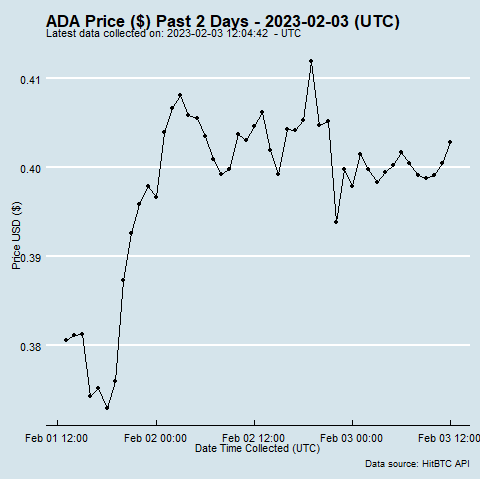 ADA Price ($) Past 2 Days - 2023-02-03 (UTC)
Latest data collected on: 2023-02-03 12:04:42  - UTC
0.41
0.40
0.39
0.38
Price USD ($)
Feb 01 12:00
Feb 02 00:00
Feb 02 12:00
Feb 03 00:00
Feb 03 12:00
Date Time Collected (UTC)
Data source: HitBTC API